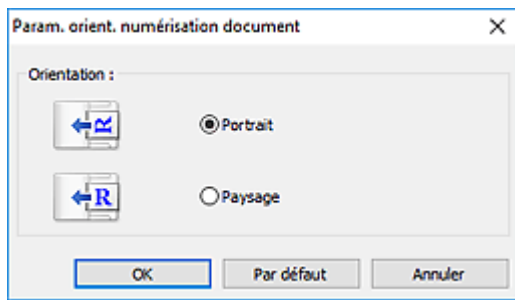 Param. orient. numérisation document
Orientation :
R
Portrait
R
Paysage
OK
Par défaut
Annuler